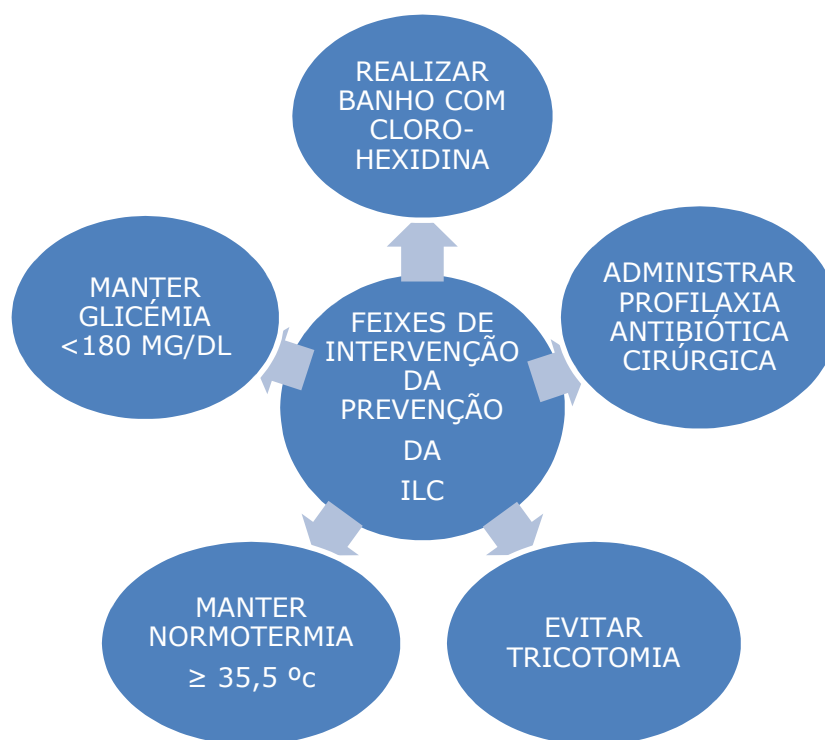 REALIZAR
BANHO COM
CLORO-
HEXIDINA
MANTER
GLICÉMIA
<180 MG/DL
ADMINISTRAR
PROFILAXIA
ANTIBIÓTICA
CIRÚRGICA
FEIXES DE
INTERVENÇÃO
DA
PREVENÇÃO
DA
ILC
MANTER
NORMOTERMIA
≥ 35,5 ºc
EVITAR
TRICOTOMIA